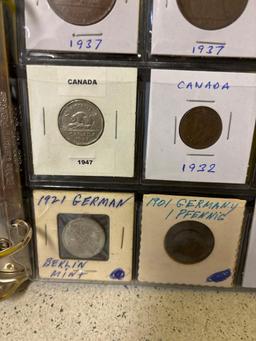 1937
1937
CANADA
1947
CANADA
1932
1921 GERMAN
BERLIN
MINT
1901 GERMANY
1 PFENNIG